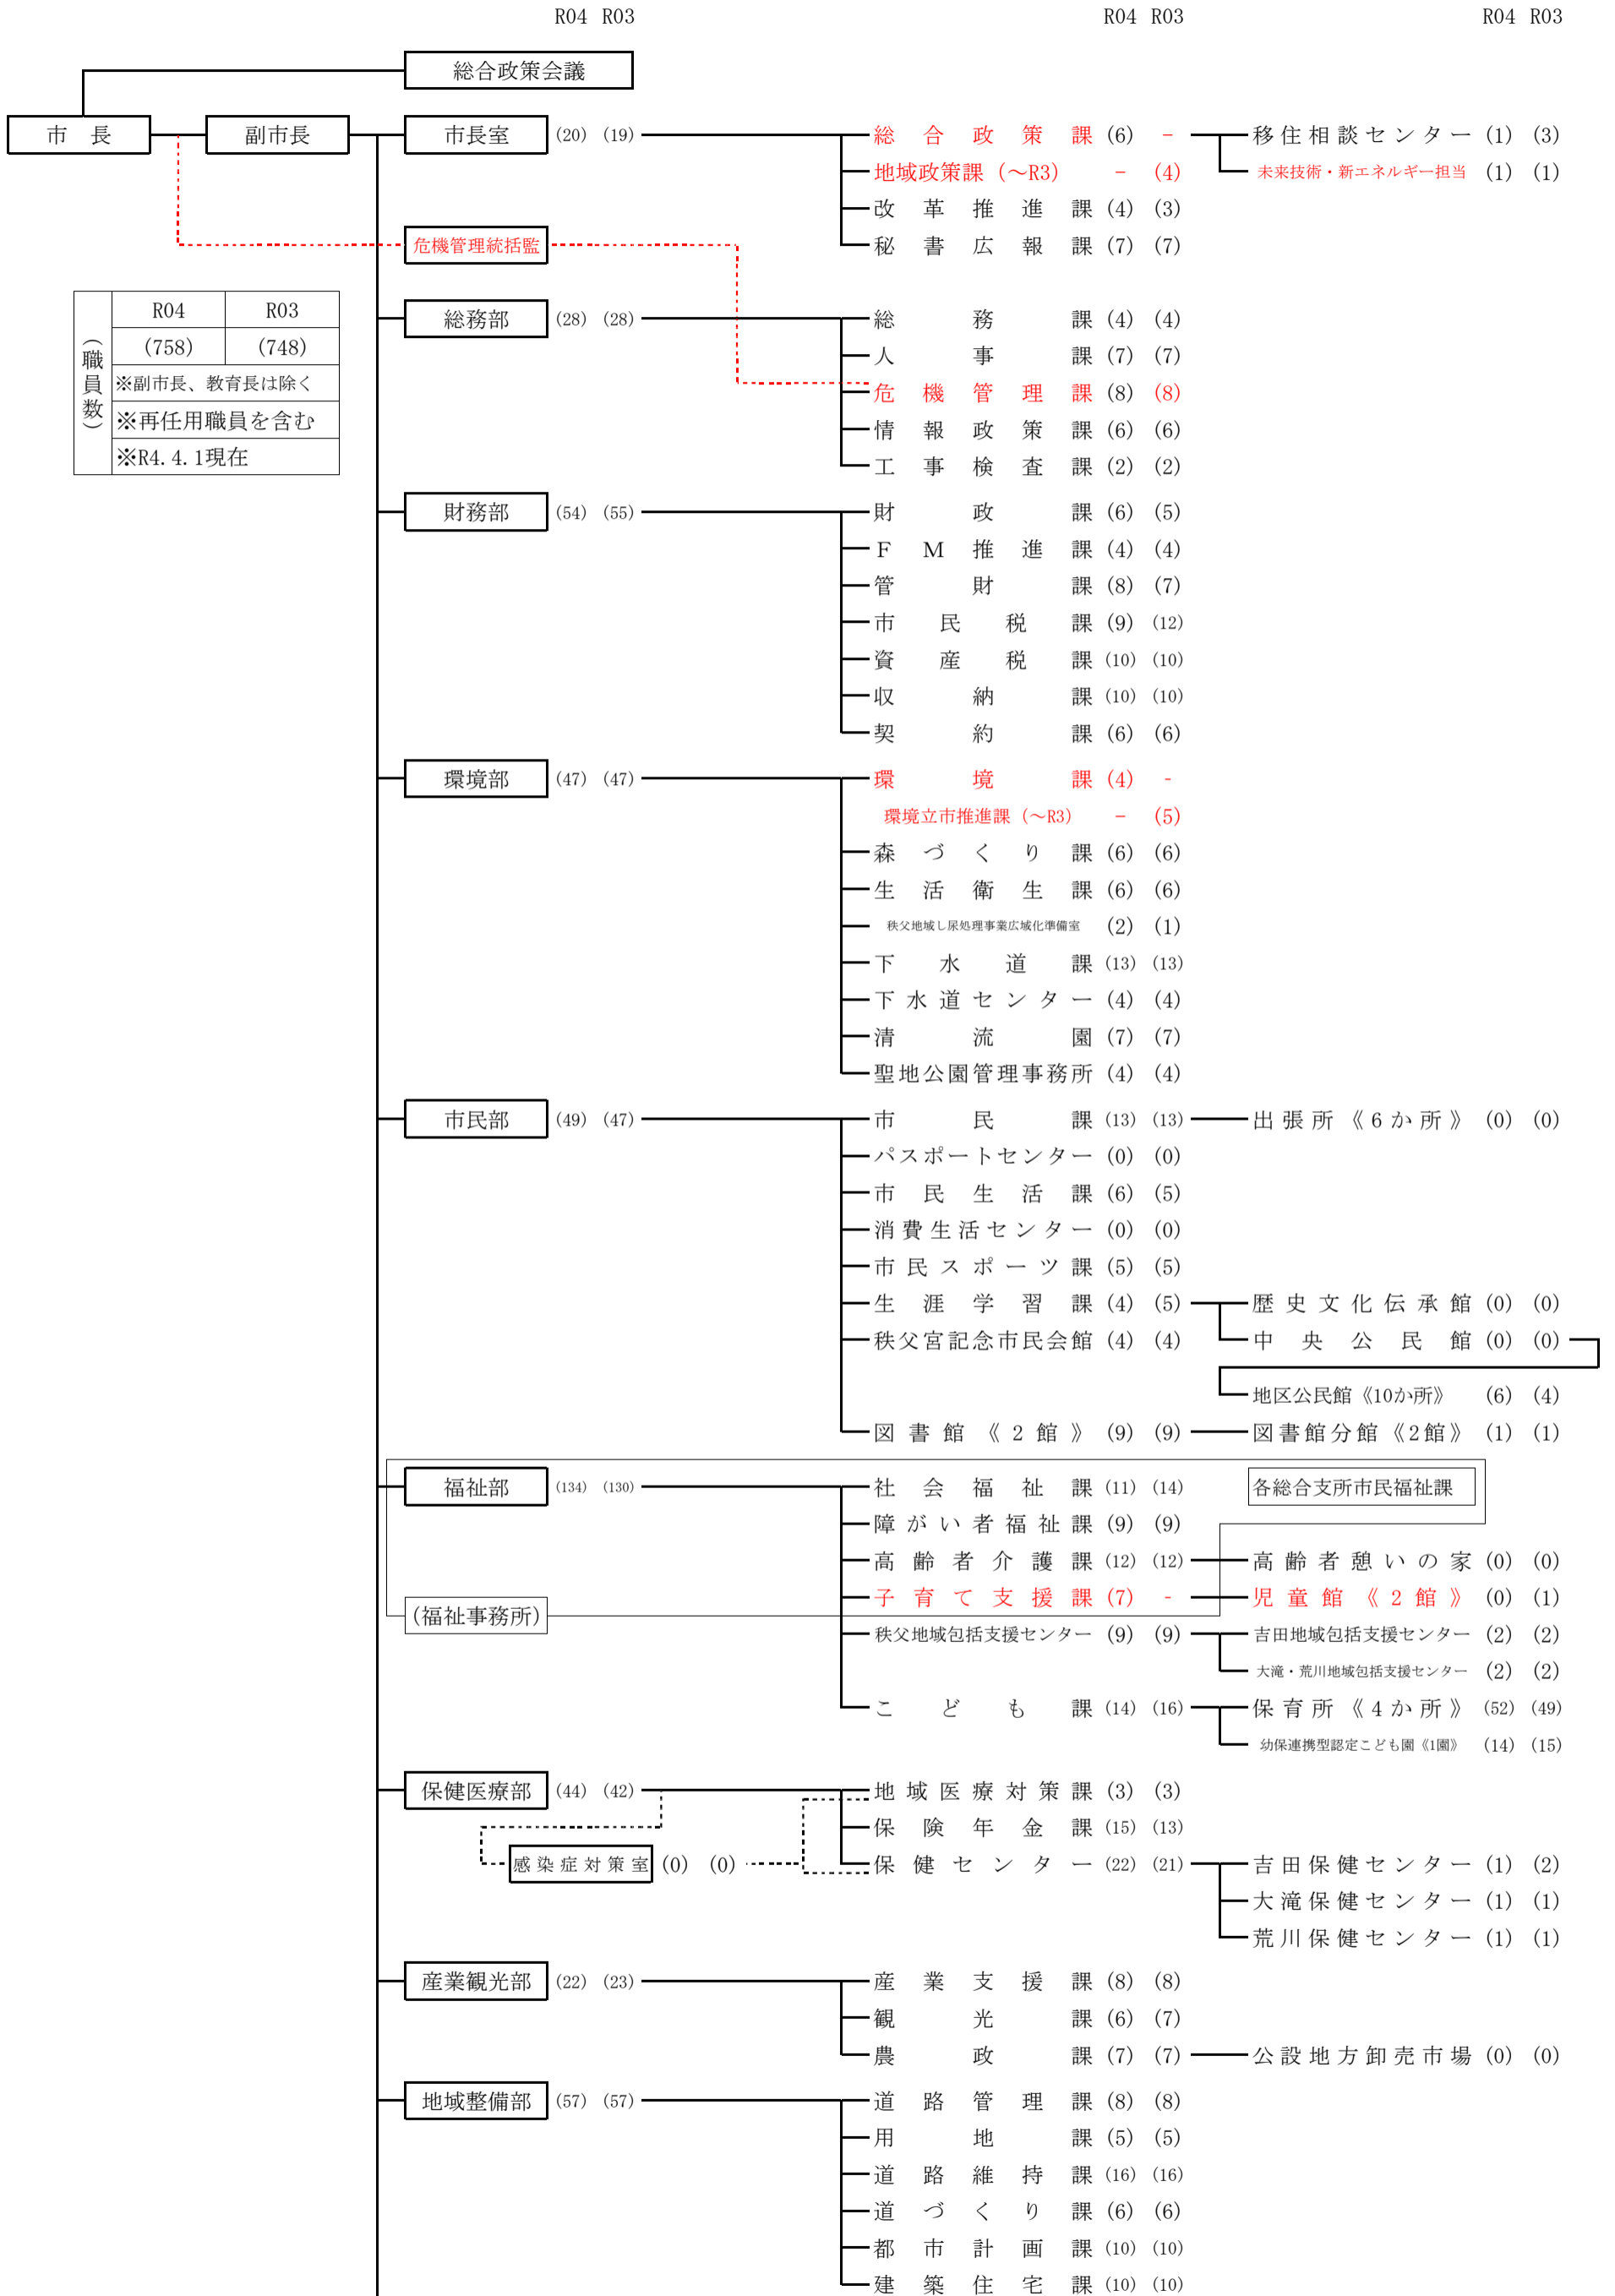 R04 R03 R04 R03 R04 R03
総合政策会議
市　長 副市長 市長室 (20) (19) 総合政策課 (6) － 移住相談センター (1) (3)
地域政策課（～R3） － (4) 未来技術・新エネルギー担当 (1) (1)
改革推進課 (4) (3)
危機管理統括監 秘書広報課 (7) (7)
（職員数）
R04 R03
(758) (748)
※副市長、教育長は除く
※再任用職員を含む
※R4.4.1現在
総務部 (28) (28) 総務課 (4) (4)
人事課 (7) (7)
危機管理課 (8) (8)
情報政策課 (6) (6)
工事検査課 (2) (2)
財務部 (54) (55) 財政課 (6) (5)
ＦＭ推進課 (4) (4)
管財課 (8) (7)
市民税課 (9) (12)
資産税課 (10) (10)
収納課 (10) (10)
契約課 (6) (6)
環境部 (47) (47) 環境課 (4) -
環境立市推進課（～R3） － (5)
森づくり課 (6) (6)
生活衛生課 (6) (6)
秩父地域し尿処理事業広域化準備室 (2) (1)
下水道課 (13) (13)
下水道センター (4) (4)
清流園 (7) (7)
聖地公園管理事務所 (4) (4)
市民部 (49) (47) 市民課 (13) (13) 出張所《6か所》 (0) (0)
パスポートセンター (0) (0)
市民生活課 (6) (5)
消費生活センター (0) (0)
市民スポーツ課 (5) (5)
生涯学習課 (4) (5) 歴史文化伝承館 (0) (0)
秩父宮記念市民会館 (4) (4) 中央公民館 (0) (0)
地区公民館《10か所》 (6) (4)
図書館《2館》 (9) (9) 図書館分館《2館》 (1) (1)
福祉部 (134) (130) 社会福祉課 (11) (14) 各総合支所市民福祉課
障がい者福祉課 (9) (9)
高齢者介護課 (12) (12) 高齢者憩いの家 (0) (0)
子育て支援課 (7) - 児童館《2館》 (0) (1)
(福祉事務所)
秩父地域包括支援センター (9) (9) 吉田地域包括支援センター (2) (2)
大滝・荒川地域包括支援センター (2) (2)
こども課 (14) (16) 保育所《4か所》 (52) (49)
幼保連携型認定こども園《1園》 (14) (15)
保健医療部 (44) (42) 地域医療対策課 (3) (3)
保険年金課 (15) (13)
感染症対策室 (0) (0) 保健センター (22) (21) 吉田保健センター (1) (2)
大滝保健センター (1) (1)
荒川保健センター (1) (1)
産業観光部 (22) (23) 産業支援課 (8) (8)
観光課 (6) (7)
農政課 (7) (7) 公設地方卸売市場 (0) (0)
地域整備部 (57) (57) 道路管理課 (8) (8)
用地課 (5) (5)
道路維持課 (16) (16)
道づくり課 (6) (6)
都市計画課 (10) (10)
建築住宅課 (10) (10)